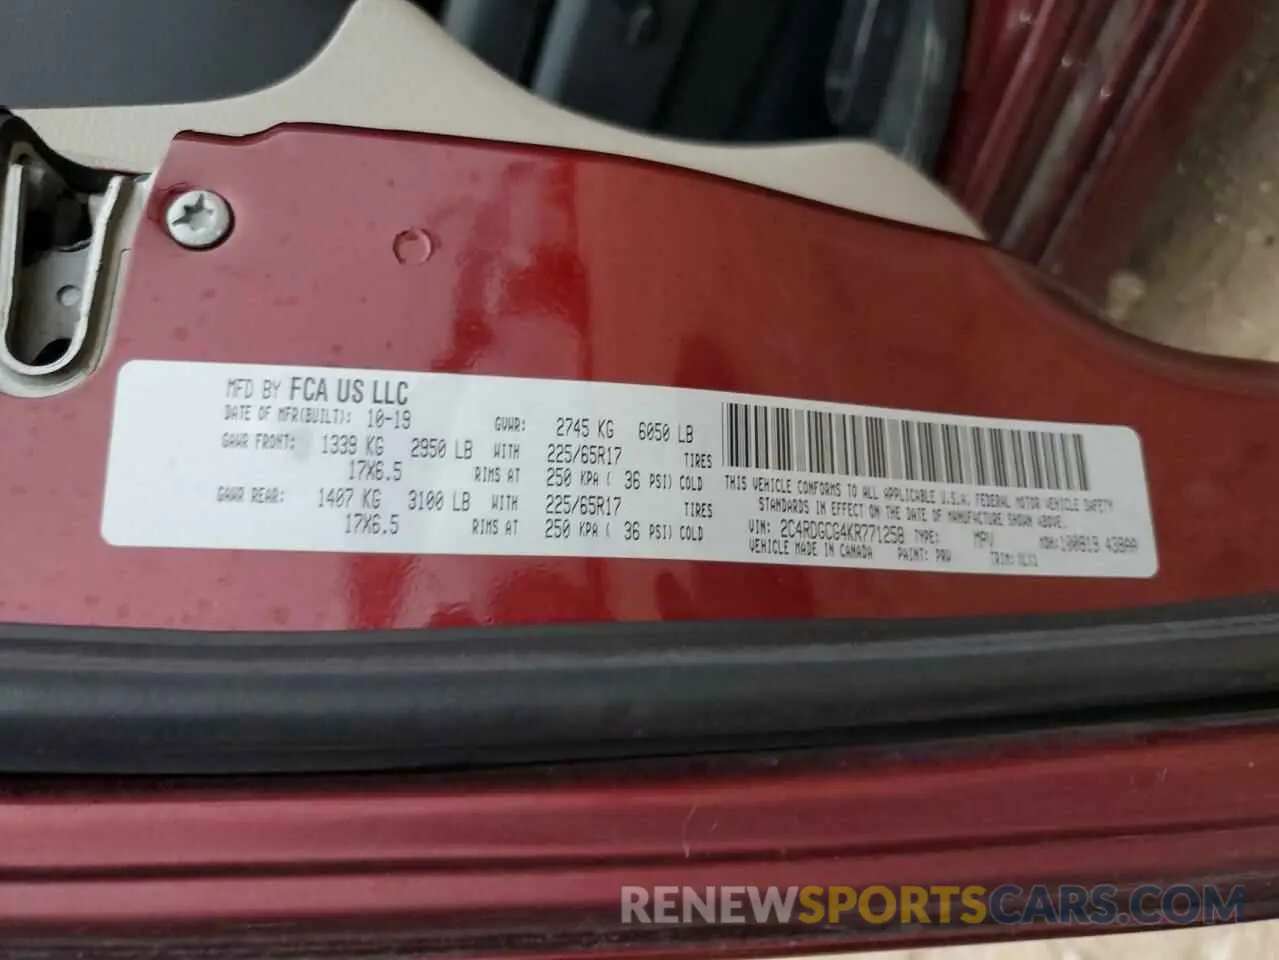 MFD BY FCA US LLC
DATE OF MFR(BUILT): 10-19 GVWR: 2745 KG 6050 LB
GAWR FRONT: 1339 KG 2950 LB WITH 225/65R17 TIRES
17X6.5 RIMS AT 250 KPA ( 36 PSI) COLD
GAWR REAR: 1407 KG 3100 LB WITH 225/65R17 TIRES
17X6.5 RIMS AT 250 KPA ( 36 PSI) COLD
THIS VEHICLE CONFORMS TO ALL APPLICABLE U.S.A. FEDERAL MOTOR VEHICLE SAFETY
STANDARDS IN EFFECT ON THE DATE OF MANUFACTURE SHOWN ABOVE.
VIN: 2C4RDGCG4KR771258 TYPE: MPV MDH: 100819 438AA
VEHICLE MADE IN CANADA PAINT: PRV TRIM:
RENEWSPORTSCARS.COM